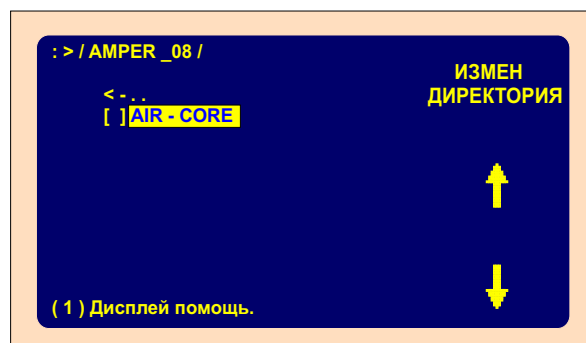 : > / AMPER _08 /
ИЗМЕН
ДИРЕКТОРИЯ
< - . .
[ ] AIR - CORE
( 1 ) Дисплей помощь.